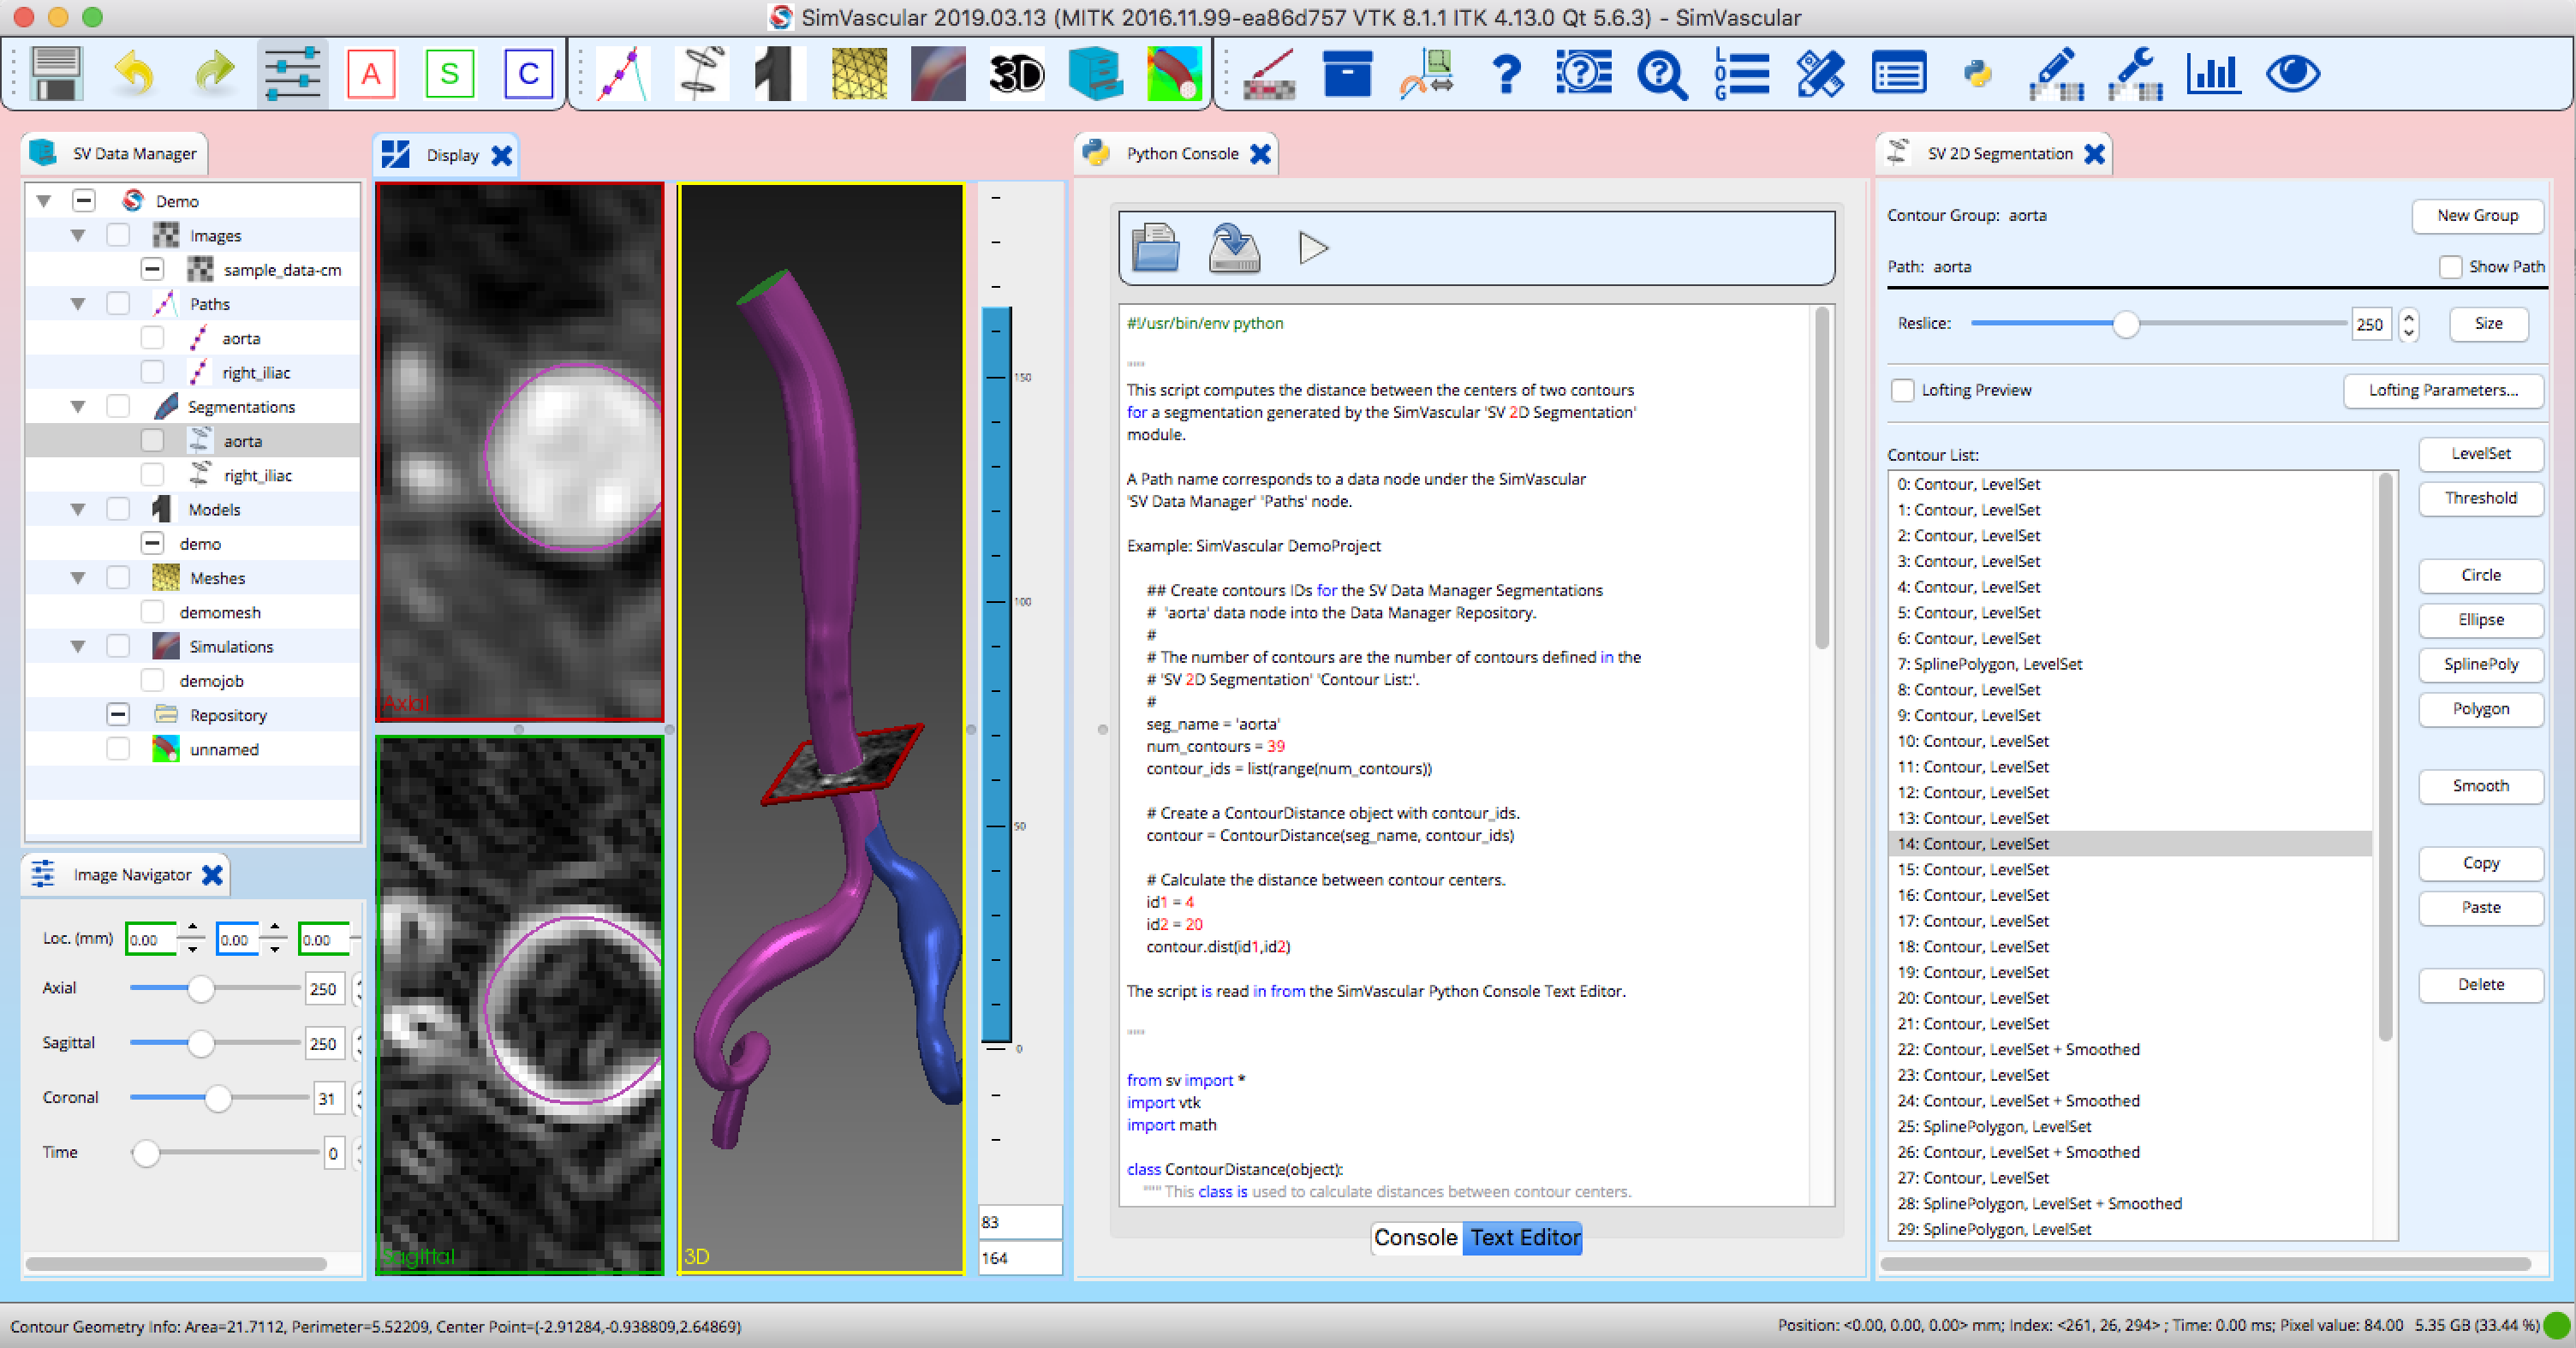 SimVascular 2019.03.13 (MITK 2016.11.99-ea86d757 VTK 8.1.1 ITK 4.13.0 Qt 5.6.3) - SimVascular
A
S
C
3D
?
LOG
SV Data Manager
Demo
Images
sample_data-cm
Paths
aorta
right_iliac
Segmentations
aorta
right_iliac
Models
demo
Meshes
demomesh
Simulations
demojob
Repository
unnamed
Image Navigator
Loc. (mm) 0.00 0.00 0.00
Axial 250
Sagittal 250
Coronal 31
Time 0
Display
Axial
Sagittal
3D
150
100
50
0
83
164
Python Console
#!/usr/bin/env python
"""
This script computes the distance between the centers of two contours
for a segmentation generated by the SimVascular 'SV 2D Segmentation'
module.
A Path name corresponds to a data node under the SimVascular
'SV Data Manager' 'Paths' node.
Example: SimVascular DemoProject
## Create contours IDs for the SV Data Manager Segmentations
# 'aorta' data node into the Data Manager Repository.
#
# The number of contours are the number of contours defined in the
# 'SV 2D Segmentation' 'Contour List:'.
#
seg_name = 'aorta'
num_contours = 39
contour_ids = list(range(num_contours))
# Create a ContourDistance object with contour_ids.
contour = ContourDistance(seg_name, contour_ids)
# Calculate the distance between contour centers.
id1 = 4
id2 = 20
contour.dist(id1,id2)
The script is read in from the SimVascular Python Console Text Editor.
"""
from sv import *
import vtk
import math
class ContourDistance(object):
""" This class is used to calculate distances between contour centers.
Console Text Editor
SV 2D Segmentation
Contour Group: aorta
New Group
Path: aorta
Show Path
Reslice: 250
Size
Lofting Preview
Lofting Parameters...
Contour List:
0: Contour, LevelSet
1: Contour, LevelSet
2: Contour, LevelSet
3: Contour, LevelSet
4: Contour, LevelSet
5: Contour, LevelSet
6: Contour, LevelSet
7: SplinePolygon, LevelSet
8: Contour, LevelSet
9: Contour, LevelSet
10: Contour, LevelSet
11: Contour, LevelSet
12: Contour, LevelSet
13: Contour, LevelSet
14: Contour, LevelSet
15: Contour, LevelSet
16: Contour, LevelSet
17: Contour, LevelSet
18: Contour, LevelSet
19: Contour, LevelSet
20: Contour, LevelSet
21: Contour, LevelSet
22: Contour, LevelSet + Smoothed
23: Contour, LevelSet
24: Contour, LevelSet + Smoothed
25: SplinePolygon, LevelSet
26: Contour, LevelSet + Smoothed
27: Contour, LevelSet
28: SplinePolygon, LevelSet + Smoothed
29: SplinePolygon, LevelSet
LevelSet
Threshold
Circle
Ellipse
SplinePoly
Polygon
Smooth
Copy
Paste
Delete
Contour Geometry Info: Area=21.7112, Perimeter=5.52209, Center Point=(-2.91284,-0.938809,2.64869)
Position: <0.00, 0.00, 0.00> mm; Index: <261, 26, 294> ; Time: 0.00 ms; Pixel value: 84.00 5.35 GB (33.44 %)